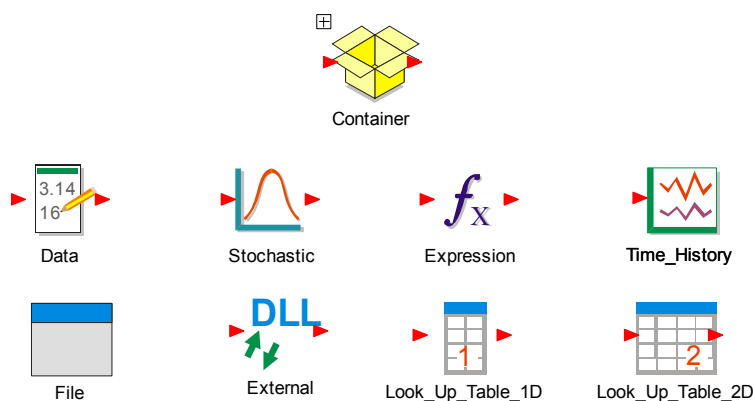 Container
3.14
16
Data
Stochastic
fx
Expression
Time_History
File
DLL
External
1
Look_Up_Table_1D
2
Look_Up_Table_2D